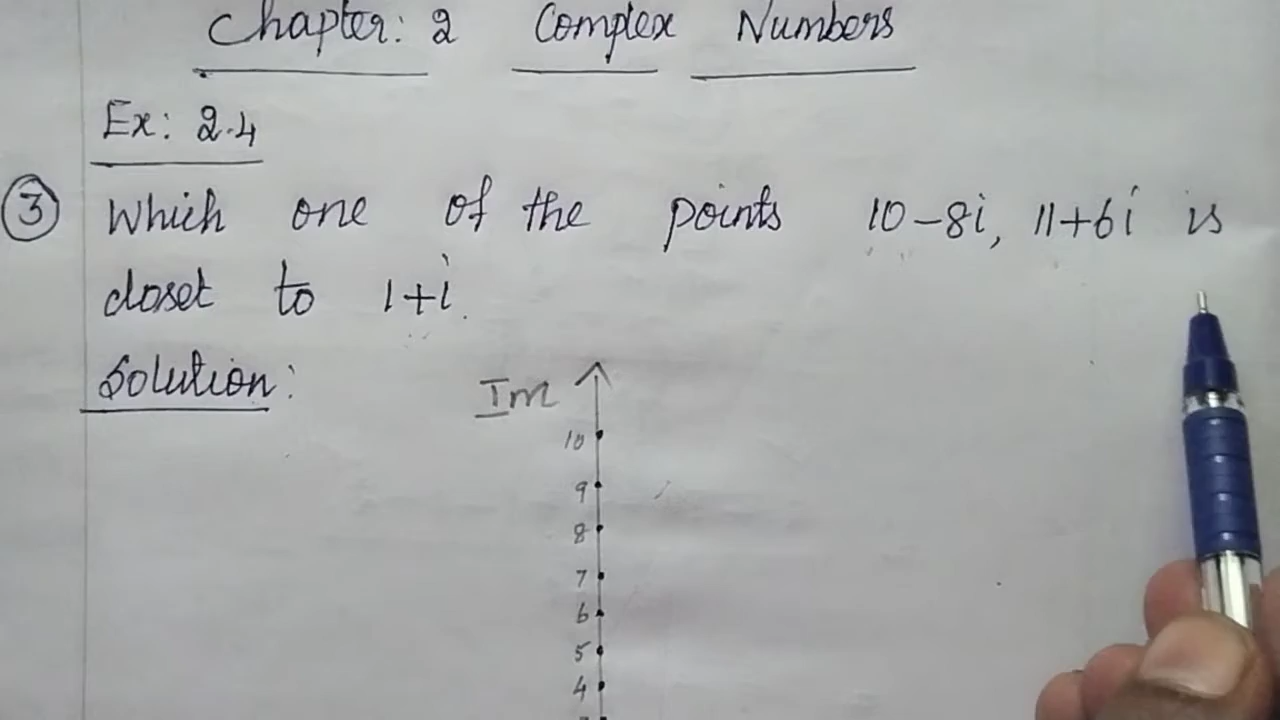 Chapter: 2 Complex Numbers
Ex: 2.4
3 Which one of the points 10-8i, 11+6i is
closet to 1+i.
Solution:
Im
10
9
8
7
6
5
4